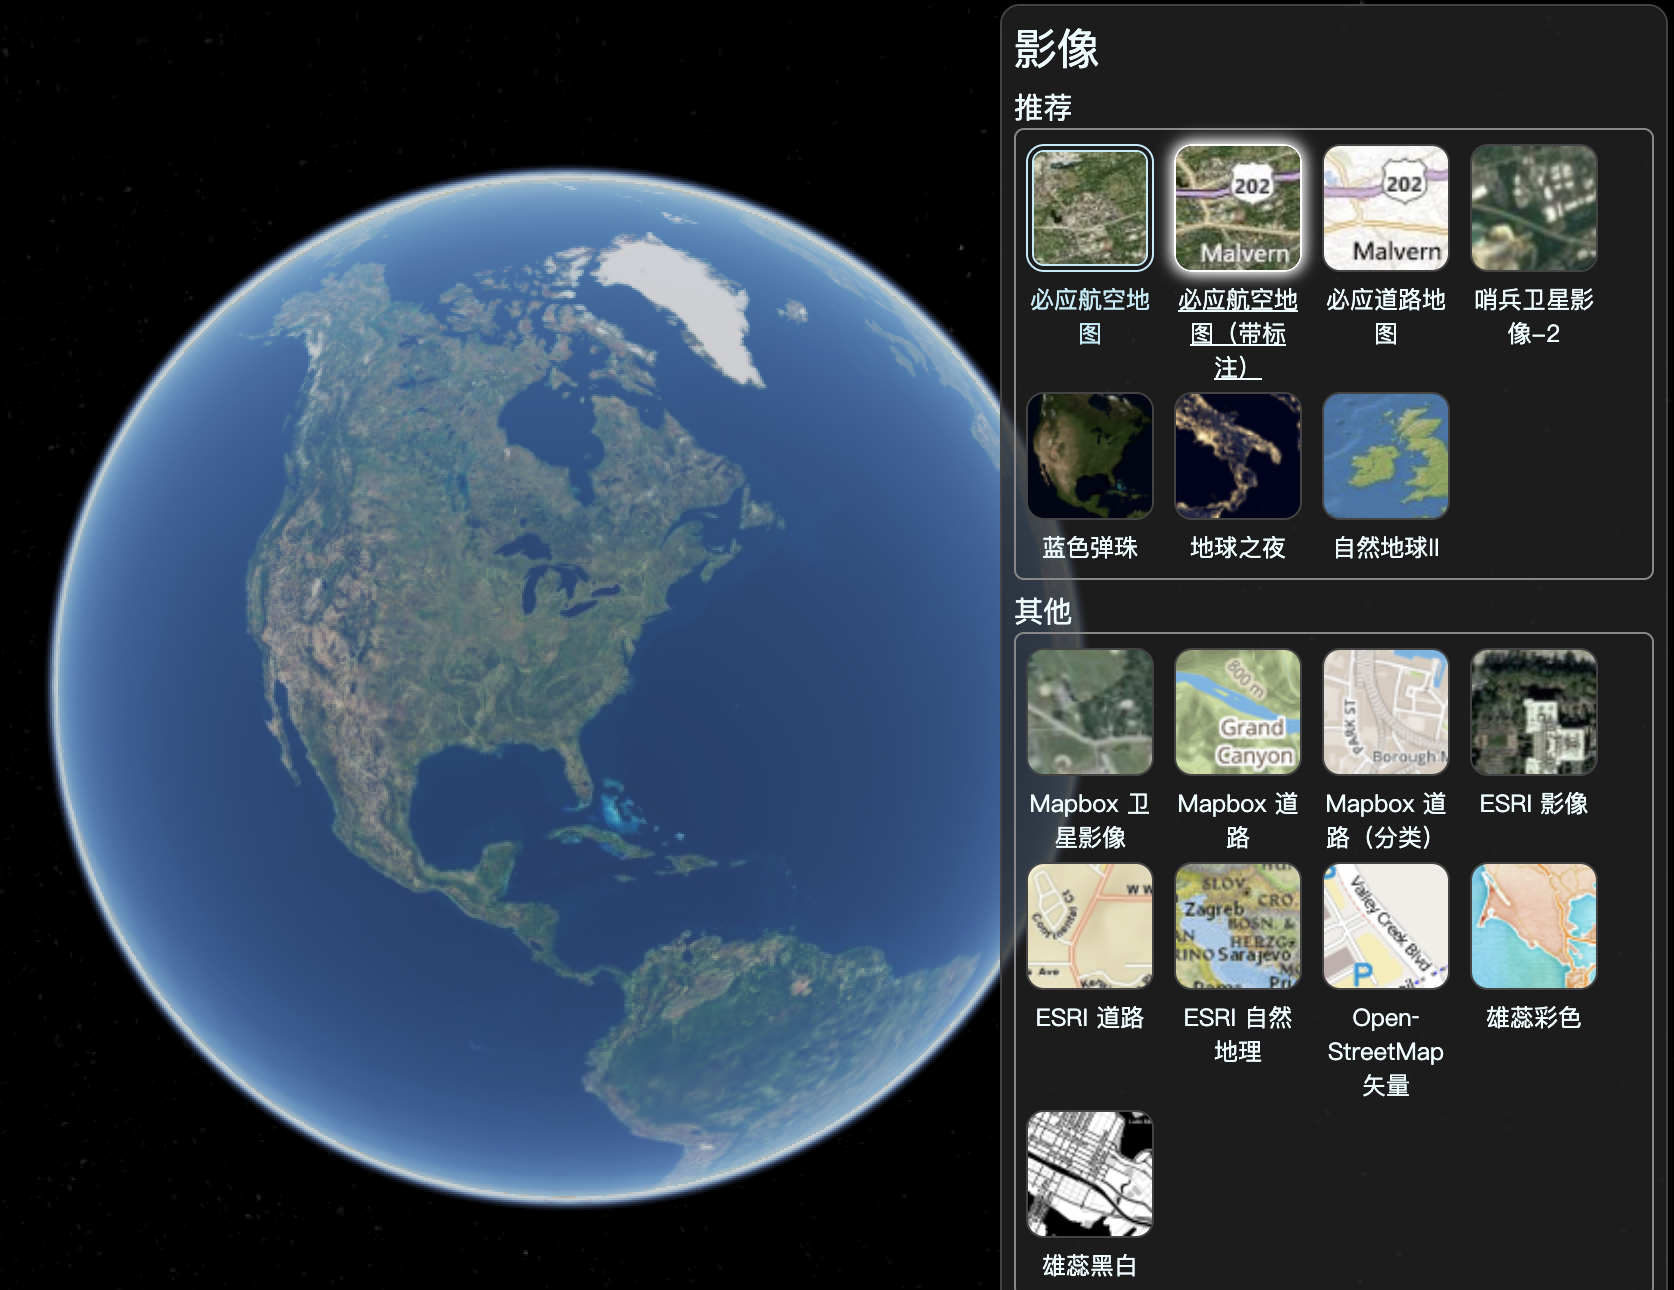 影像
推荐
202
Malvern
202
Malvern
必应航空地
图
必应航空地
图（带标
注）
必应道路地
图
哨兵卫星影
像-2
蓝色弹珠
地球之夜
自然地球II
其他
800 m
Grand
Canyon
PARK ST
Borough
Mapbox 卫
星影像
Mapbox 道
路
Mapbox 道
路（分类）
ESRI 影像
Continental Ct
Ave
SLOV.
CRO.
Zagreb
BOSN. &
HERZG.
Sarajevo
Valley Creek Blvd
P
ESRI 道路
ESRI 自然
地理
Open-
StreetMap
矢量
雄蕊彩色
雄蕊黑白